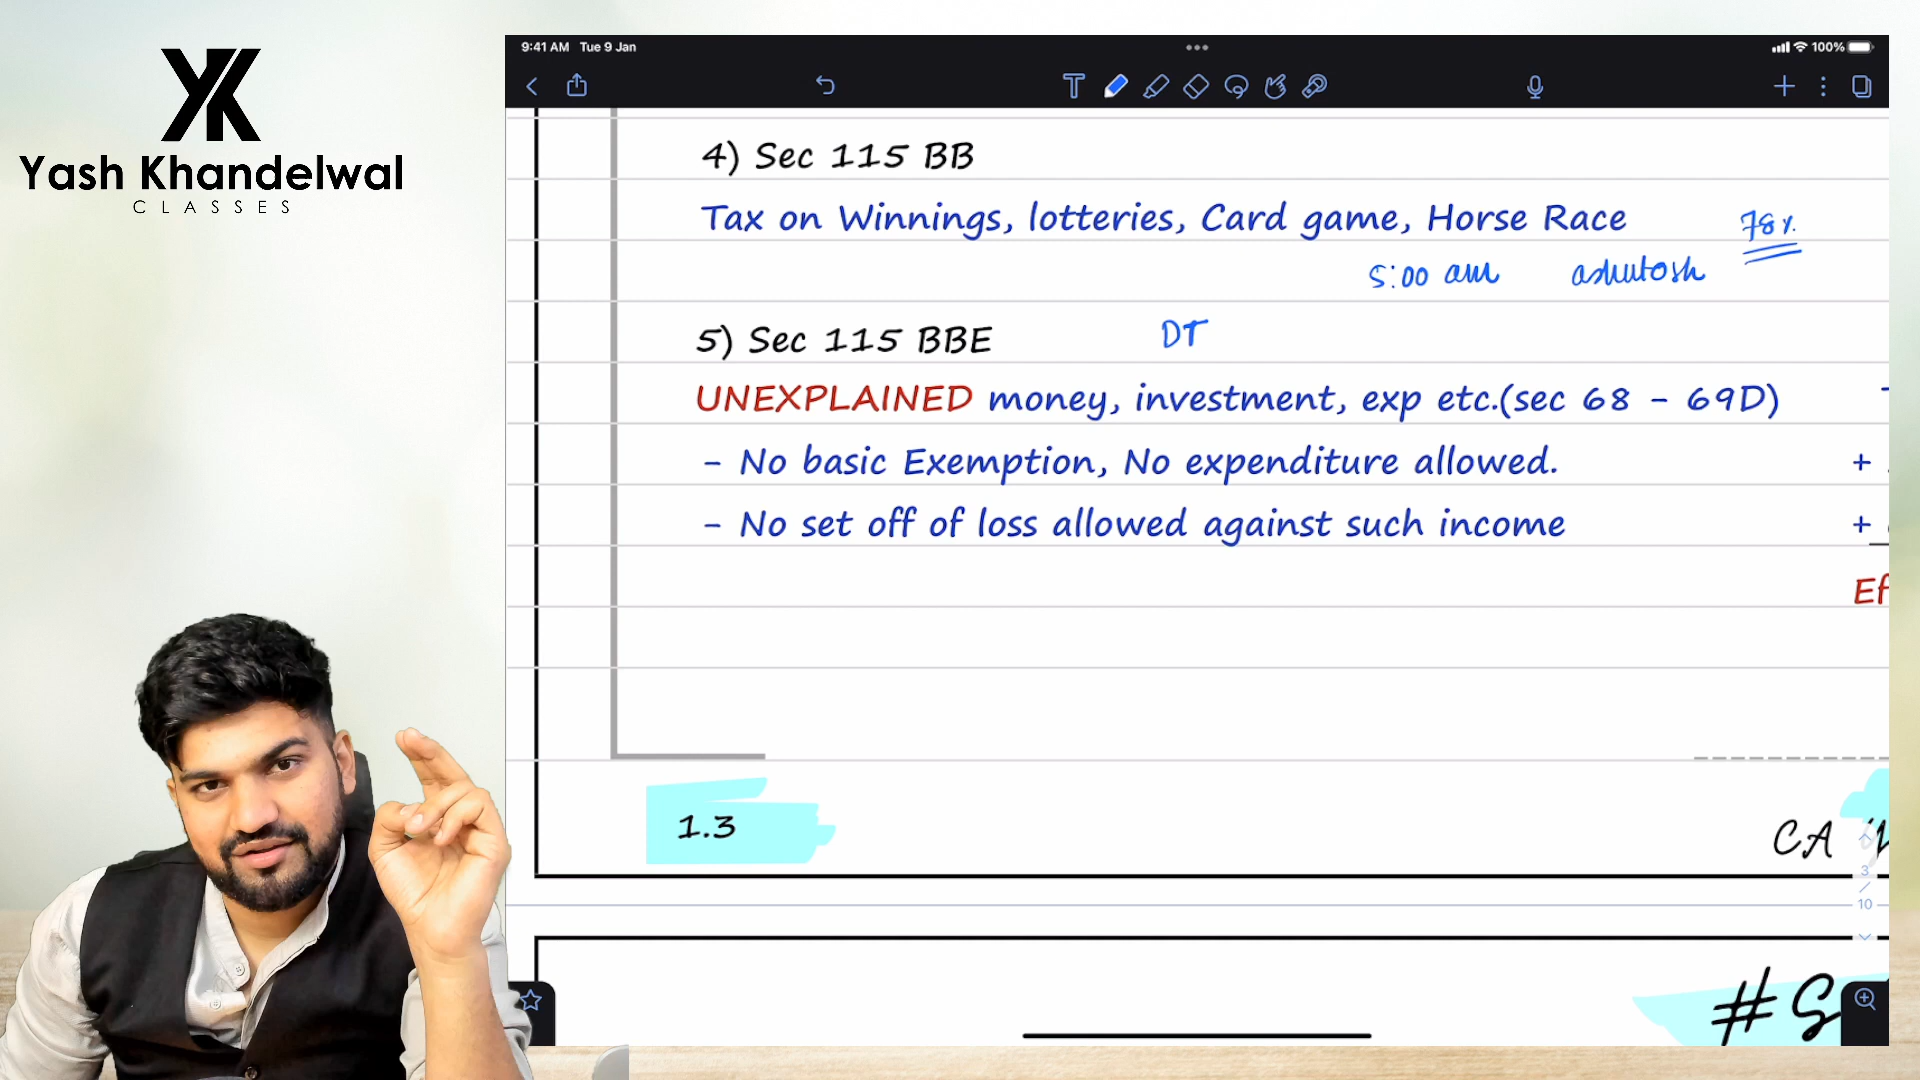 Yash Khandelwal
CLASSES
9:41 AM Tue 9 Jan
100%
4) Sec 115 BB
Tax on Winnings, lotteries, Card game, Horse Race
78%
5:00 am ashutosh
5) Sec 115 BBE DT
UNEXPLAINED money, investment, exp etc.(sec 68 - 69D)
- No basic Exemption, No expenditure allowed. +
- No set off of loss allowed against such income +
Ef
1.3
CA
3
/
10
# S